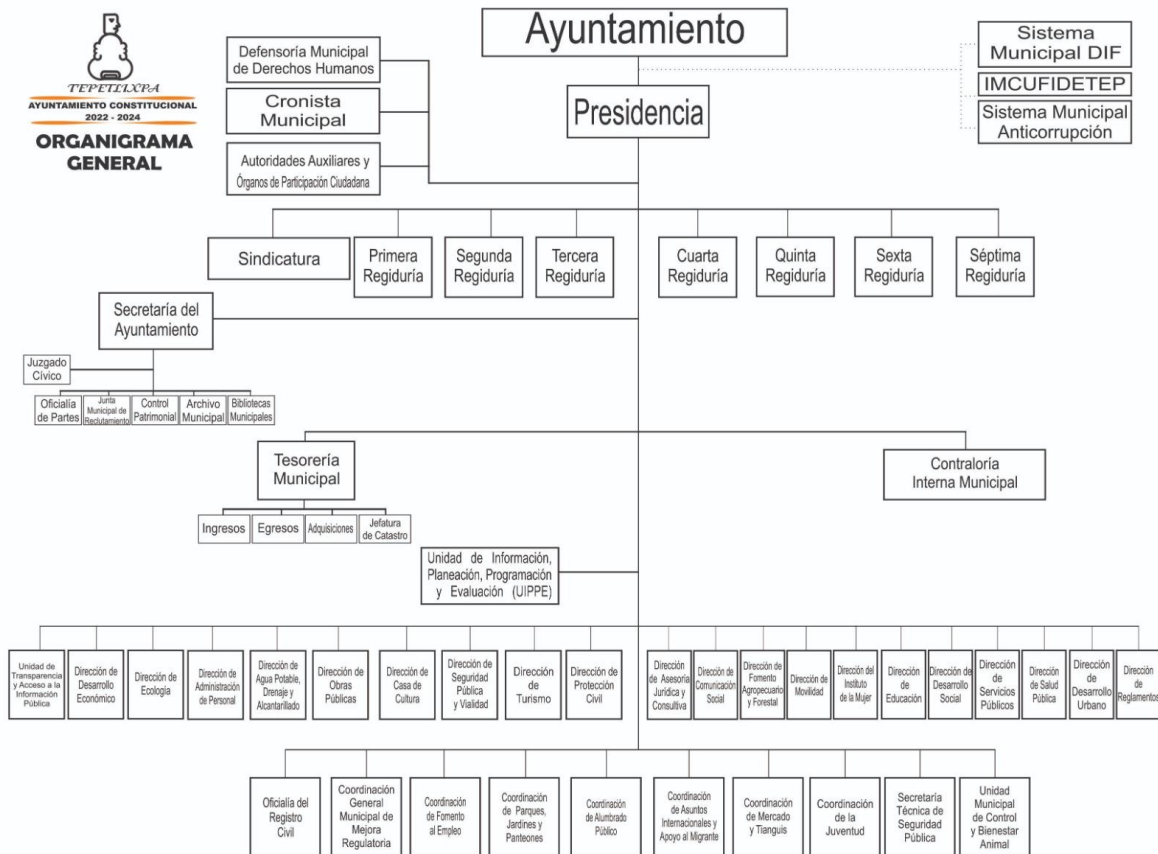 TEPETLIXPA
AYUNTAMIENTO CONSTITUCIONAL
2022 - 2024
ORGANIGRAMA
GENERAL
Ayuntamiento
Presidencia
Defensoría Municipal
de Derechos Humanos
Cronista
Municipal
Autoridades Auxiliares y
Órganos de Participación Ciudadana
Sistema
Municipal DIF
IMCUFIDETEP
Sistema Municipal
Anticorrupción
Sindicatura
Primera
Regiduría
Segunda
Regiduría
Tercera
Regiduría
Cuarta
Regiduría
Quinta
Regiduría
Sexta
Regiduría
Séptima
Regiduría
Secretaría del
Ayuntamiento
Juzgado
Cívico
Oficialía
de Partes
Junta
Municipal de
Reclutamiento
Control
Patrimonial
Archivo
Municipal
Bibliotecas
Municipales
Tesorería
Municipal
Contraloría
Interna Municipal
Ingresos
Egresos
Adquisiciones
Jefatura
de Catastro
Unidad de Información,
Planeación, Programación
y Evaluación (UIPPE)
Unidad de
Transparencia
y Acceso a la
Información
Pública
Dirección de
Desarrollo
Económico
Dirección de
Ecología
Dirección de
Administración
de Personal
Dirección de
Agua Potable,
Drenaje y
Alcantarillado
Dirección de
Obras
Públicas
Dirección de
Casa de
Cultura
Dirección de
Seguridad
Pública
y Vialidad
Dirección
de
Turismo
Dirección de
Protección
Civil
Dirección
de Asesoría
Jurídica y
Consultiva
Dirección de
Comunicación
Social
Dirección de
Fomento
Agropecuario
y Forestal
Dirección
de Movilidad
Dirección del
Instituto de
la Mujer
Dirección
de
Educación
Dirección de
Desarrollo
Social
Dirección
de
Servicios
Públicos
Dirección
de Salud
Pública
Dirección
de
Desarrollo
Urbano
Dirección
de
Reglamentos
Oficialía del
Registro
Civil
Coordinación
General
Municipal de
Mejora
Regulatoria
Coordinación
de Fomento
al Empleo
Coordinación
de Parques,
Jardines y
Panteones
Coordinación
de Alumbrado
Público
Coordinación
de Asuntos
Internacionales y
Apoyo al Migrante
Coordinación
de Mercado
y Tianguis
Coordinación
de la
Juventud
Secretaría
Técnica de
Seguridad
Pública
Unidad
Municipal
de Control
y Bienestar
Animal